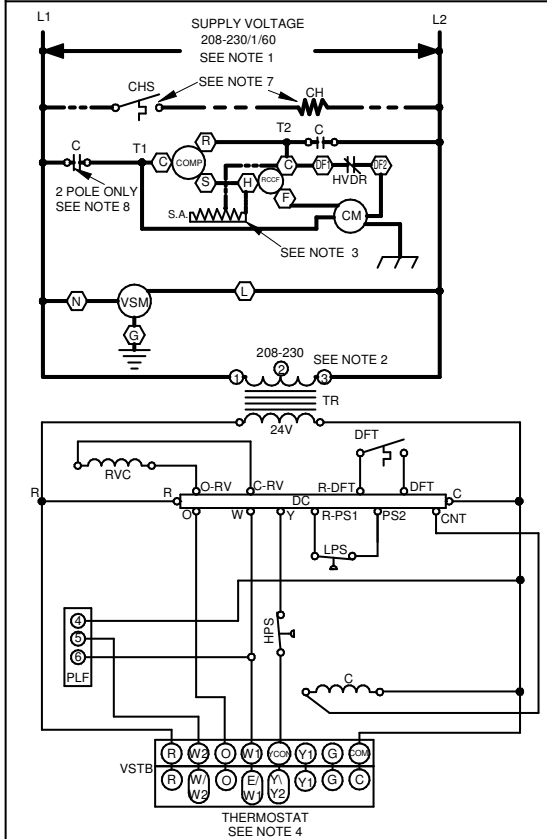 L1
L2
SUPPLY VOLTAGE
208-230/1/60
SEE NOTE 1
CHS
SEE NOTE 7
CH
C
T1
C
COMP
R
S
T2
C
H
RCCF
C
F
DF1
HVDR
DF2
2 POLE ONLY
SEE NOTE 8
S.A.
CM
SEE NOTE 3
N
VSM
L
G
208-230
SEE NOTE 2
1
2
3
TR
24V
RVC
DFT
O-RV
C-RV
R-DFT
DFT
R
R
DC
C
O
W
Y
R-PS1
PS2
CNT
LPS
4
5
6
PLF
HPS
C
R W2 O W1 YCON Y1 G COM
VSTB
R W/W2 O E/W1 Y\Y2 Y1 G C
THERMOSTAT
SEE NOTE 4